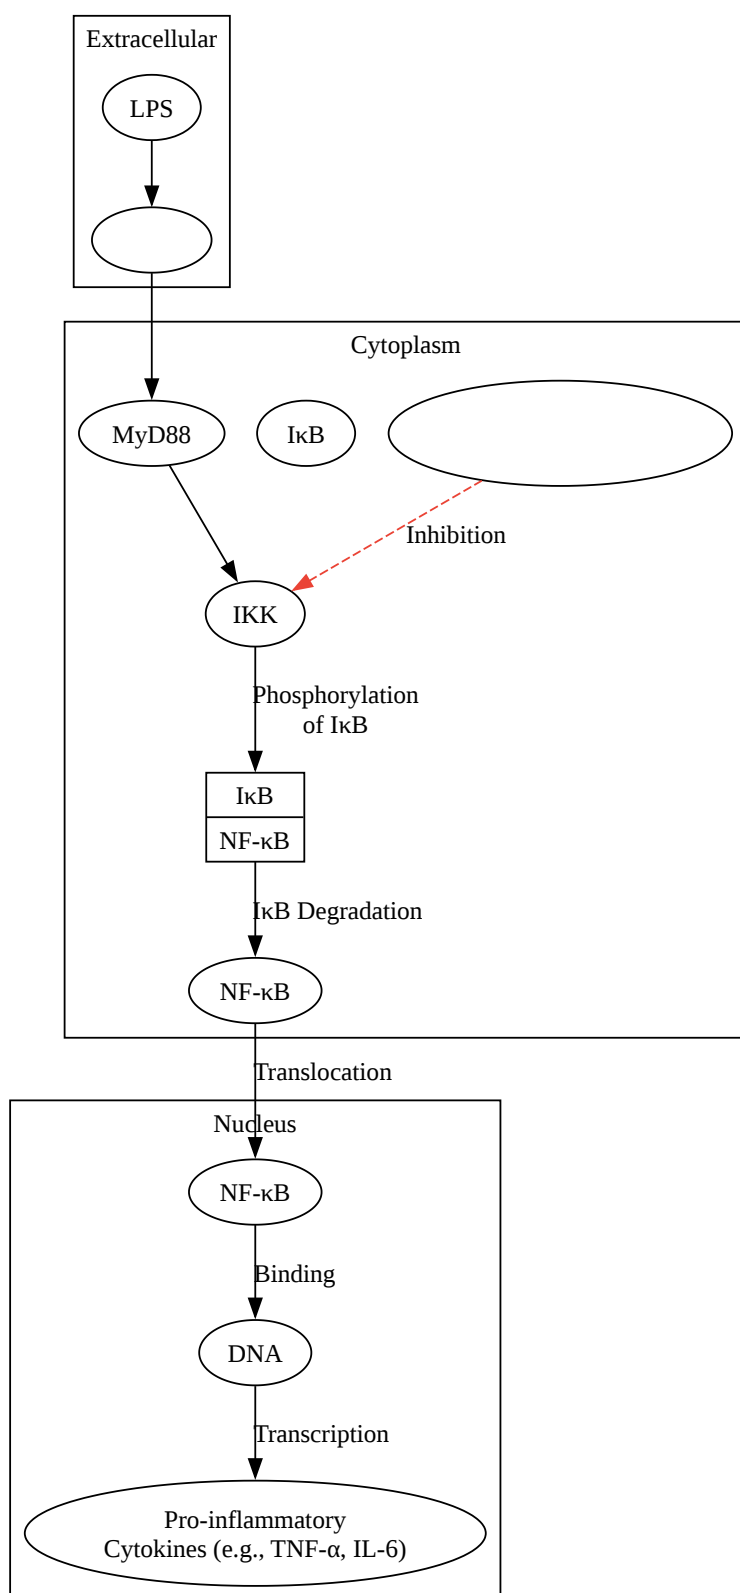 Extracellular
LPS
Cytoplasm
MyD88
IκB
Inhibition
IKK
Phosphorylation
of IκB
IκB
NF-κB
IκB Degradation
NF-κB
Translocation
Nucleus
NF-κB
Binding
DNA
Transcription
Pro-inflammatory
Cytokines (e.g., TNF-α, IL-6)